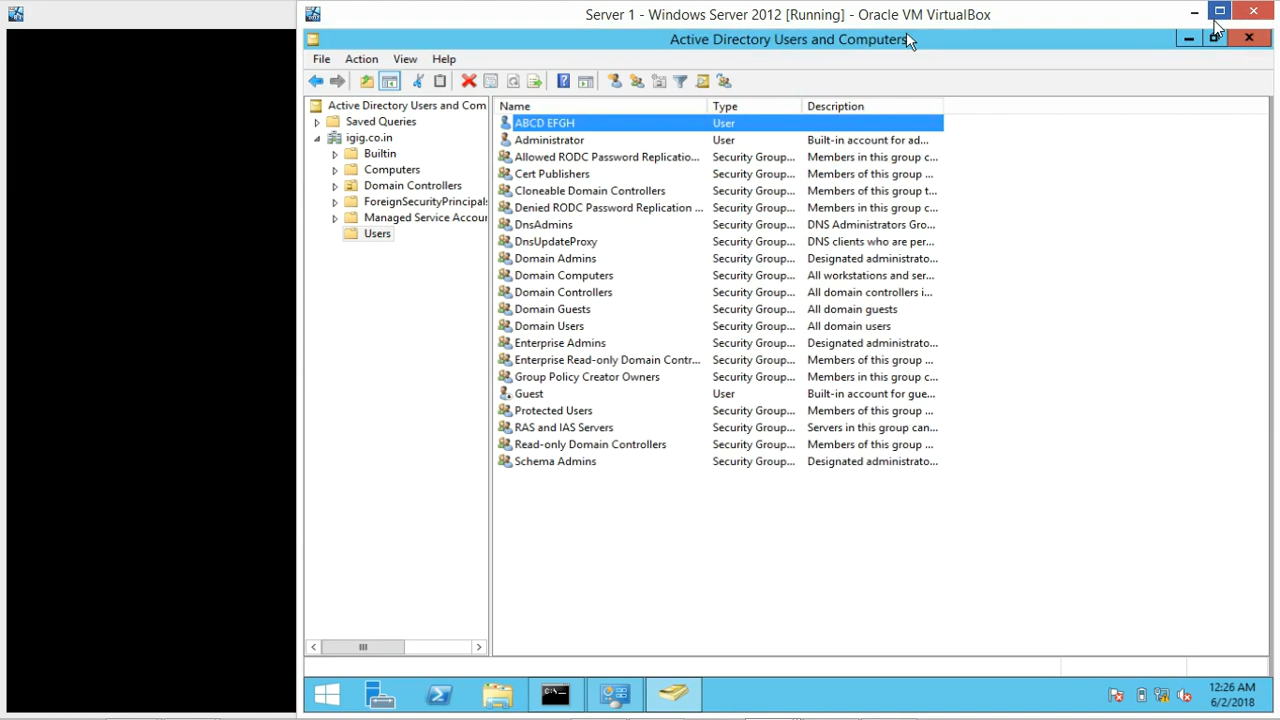 Server 1 - Windows Server 2012 [Running] - Oracle VM VirtualBox
Active Directory Users and Computers
File Action View Help
Active Directory Users and Com
Saved Queries
igig.co.in
Builtin
Computers
Domain Controllers
ForeignSecurityPrincipals
Managed Service Accou
Users
Name Type Description
ABCD EFGH User
Administrator User Built-in account for ad...
Allowed RODC Password Replicatio... Security Group... Members in this group c...
Cert Publishers Security Group... Members of this group ...
Cloneable Domain Controllers Security Group... Members of this group t...
Denied RODC Password Replication ... Security Group... Members in this group c...
DnsAdmins Security Group... DNS Administrators Gro...
DnsUpdateProxy Security Group... DNS clients who are per...
Domain Admins Security Group... Designated administrato...
Domain Computers Security Group... All workstations and ser...
Domain Controllers Security Group... All domain controllers i...
Domain Guests Security Group... All domain guests
Domain Users Security Group... All domain users
Enterprise Admins Security Group... Designated administrato...
Enterprise Read-only Domain Contr... Security Group... Members of this group ...
Group Policy Creator Owners Security Group... Members in this group c...
Guest User Built-in account for gue...
Protected Users Security Group... Members of this group ...
RAS and IAS Servers Security Group... Servers in this group can...
Read-only Domain Controllers Security Group... Members of this group ...
Schema Admins Security Group... Designated administrato...
12:26 AM
6/2/2018